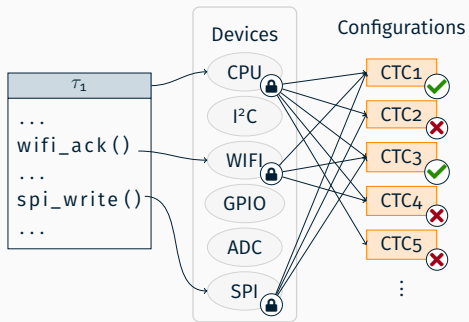 Devices
Configurations
τ₁
...
wifi_ack()
...
spi_write()
...
CPU
I²C
WIFI
GPIO
ADC
SPI
CTC1
CTC2
CTC3
CTC4
CTC5
⋮